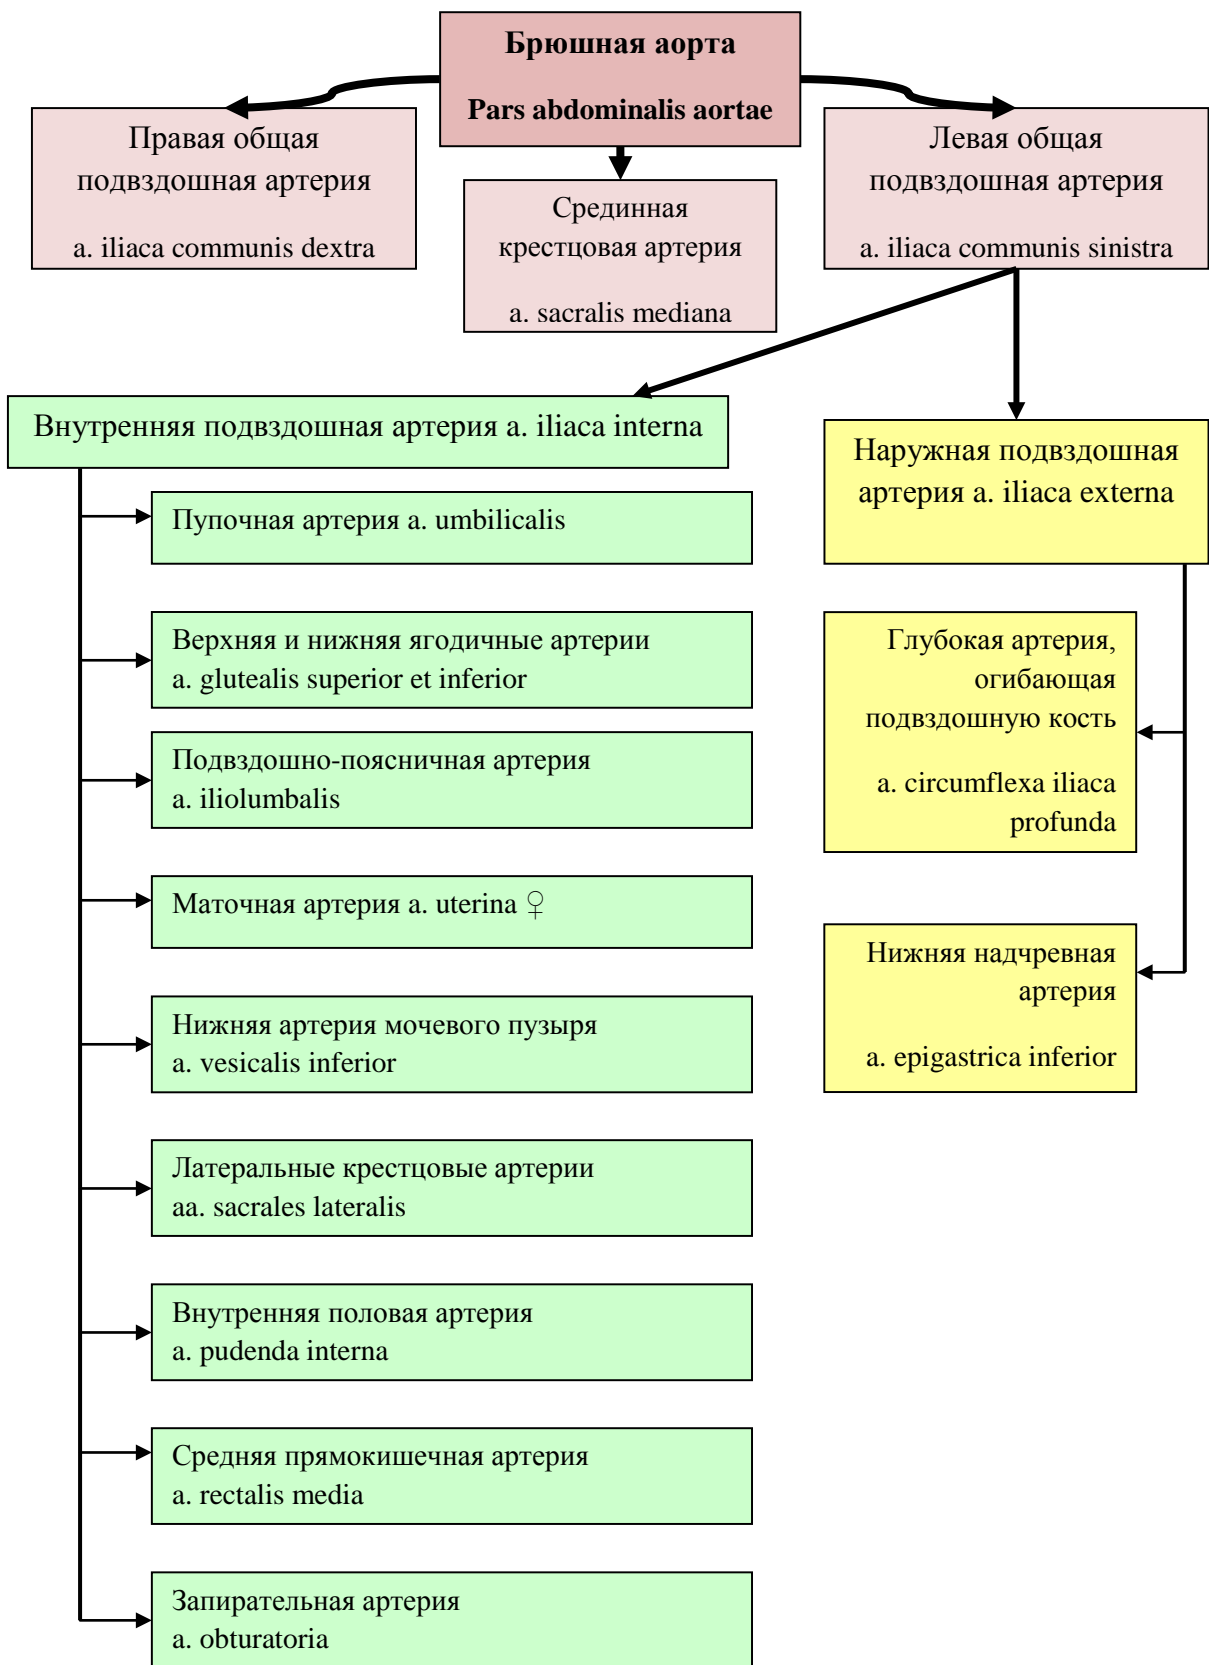 Брюшная аорта
Pars abdominalis aortae
Правая общая
подвздошная артерия
a. iliaca communis dextra
Срединная
крестцовая артерия
a. sacralis mediana
Левая общая
подвздошная артерия
a. iliaca communis sinistra
Внутренняя подвздошная артерия a. iliaca interna
Пупочная артерия a. umbilicalis
Верхняя и нижняя ягодичные артерии
a. glutealis superior et inferior
Подвздошно-поясничная артерия
a. iliolumbalis
Маточная артерия a. uterina ♀
Нижняя артерия мочевого пузыря
a. vesicalis inferior
Латеральные крестцовые артерии
aa. sacrales lateralis
Внутренняя половая артерия
a. pudenda interna
Средняя прямокишечная артерия
a. rectalis media
Запирательная артерия
a. obturatoria
Наружная подвздошная
артерия a. iliaca externa
Глубокая артерия,
огибающая
подвздошную кость
a. circumflexa iliaca
profunda
Нижняя надчревная
артерия
a. epigastrica inferior